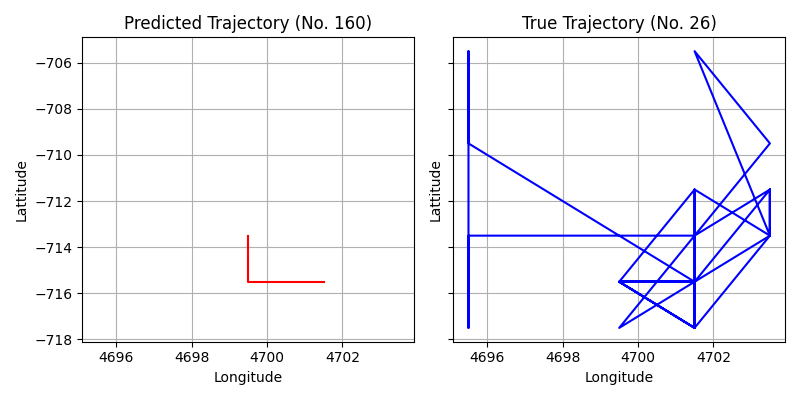 Predicted Trajectory (No. 160)
True Trajectory (No. 26)
Lattitude
−706
−708
−710
−712
−714
−716
−718
4696
4698
4700
4702
Longitude
Lattitude
4696
4698
4700
4702
Longitude